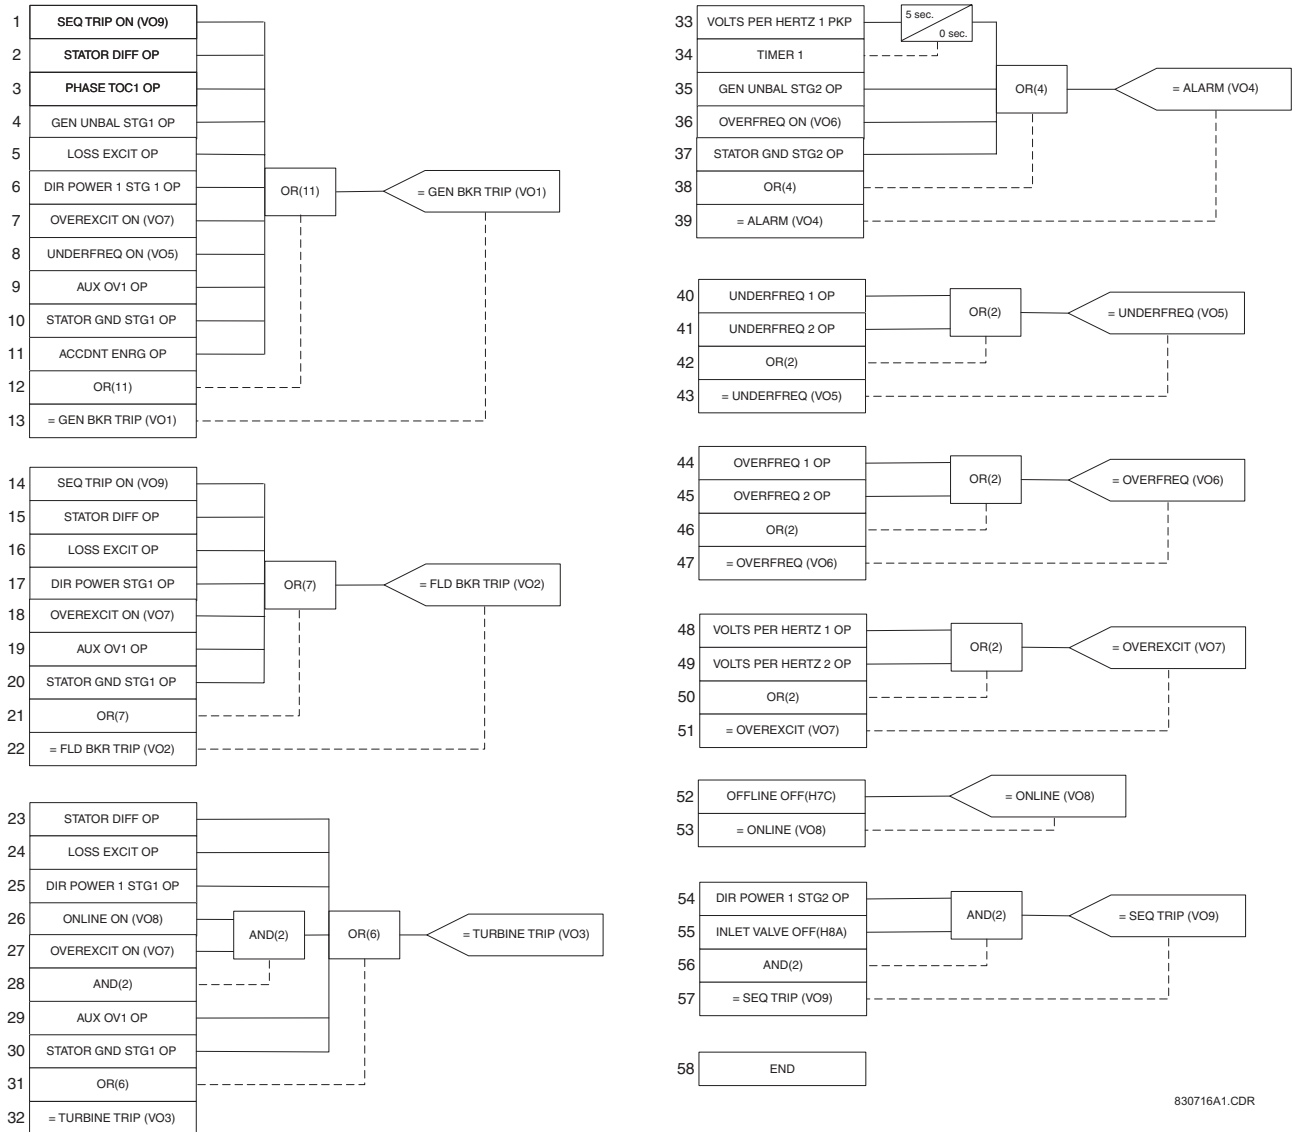 1 SEQ TRIP ON (VO9)
2 STATOR DIFF OP
3 PHASE TOC1 OP
4 GEN UNBAL STG1 OP
5 LOSS EXCIT OP
6 DIR POWER 1 STG 1 OP
7 OVEREXCIT ON (VO7)
8 UNDERFREQ ON (VO5)
9 AUX OV1 OP
10 STATOR GND STG1 OP
11 ACCDNT ENRG OP
12 OR(11)
13 = GEN BKR TRIP (VO1)
OR(11)
= GEN BKR TRIP (VO1)
14 SEQ TRIP ON (VO9)
15 STATOR DIFF OP
16 LOSS EXCIT OP
17 DIR POWER STG1 OP
18 OVEREXCIT ON (VO7)
19 AUX OV1 OP
20 STATOR GND STG1 OP
21 OR(7)
22 = FLD BKR TRIP (VO2)
OR(7)
= FLD BKR TRIP (VO2)
23 STATOR DIFF OP
24 LOSS EXCIT OP
25 DIR POWER 1 STG1 OP
26 ONLINE ON (VO8)
27 OVEREXCIT ON (VO7)
28 AND(2)
29 AUX OV1 OP
30 STATOR GND STG1 OP
31 OR(6)
32 = TURBINE TRIP (VO3)
AND(2)
OR(6)
= TURBINE TRIP (VO3)
33 VOLTS PER HERTZ 1 PKP
34 TIMER 1
35 GEN UNBAL STG2 OP
36 OVERFREQ ON (VO6)
37 STATOR GND STG2 OP
38 OR(4)
39 = ALARM (VO4)
5 sec.
0 sec.
OR(4)
= ALARM (VO4)
40 UNDERFREQ 1 OP
41 UNDERFREQ 2 OP
42 OR(2)
43 = UNDERFREQ (VO5)
OR(2)
= UNDERFREQ (VO5)
44 OVERFREQ 1 OP
45 OVERFREQ 2 OP
46 OR(2)
47 = OVERFREQ (VO6)
OR(2)
= OVERFREQ (VO6)
48 VOLTS PER HERTZ 1 OP
49 VOLTS PER HERTZ 2 OP
50 OR(2)
51 = OVEREXCIT (VO7)
OR(2)
= OVEREXCIT (VO7)
52 OFFLINE OFF(H7C)
53 = ONLINE (VO8)
= ONLINE (VO8)
54 DIR POWER 1 STG2 OP
55 INLET VALVE OFF(H8A)
56 AND(2)
57 = SEQ TRIP (VO9)
AND(2)
= SEQ TRIP (VO9)
58 END
830716A1.CDR